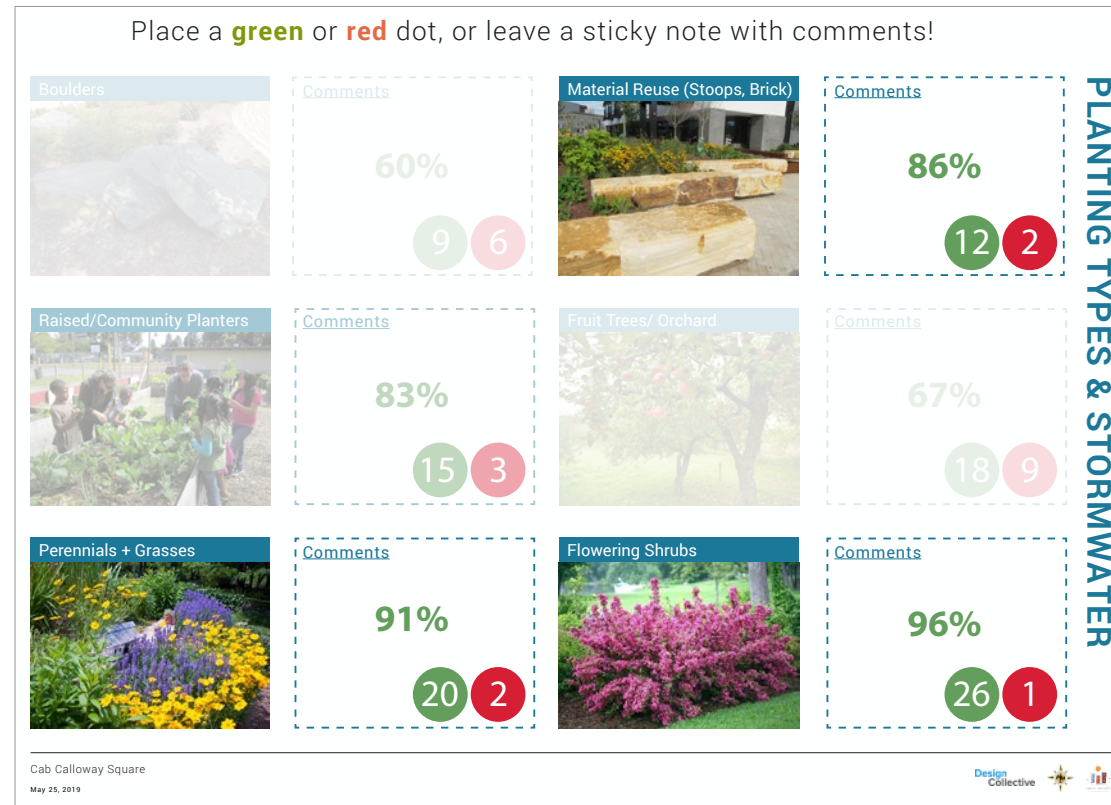 Place a green or red dot, or leave a sticky note with comments!
Boulders
Comments
60%
9 6
Material Reuse (Stoops, Brick)
Comments
86%
12 2
Raised/Community Planters
Comments
83%
15 3
Fruit Trees/ Orchard
Comments
67%
18 9
Perennials + Grasses
Comments
91%
20 2
Flowering Shrubs
Comments
96%
26 1
PLANTING TYPES & STORMWATER
Cab Calloway Square
May 25, 2019
Design
Collective